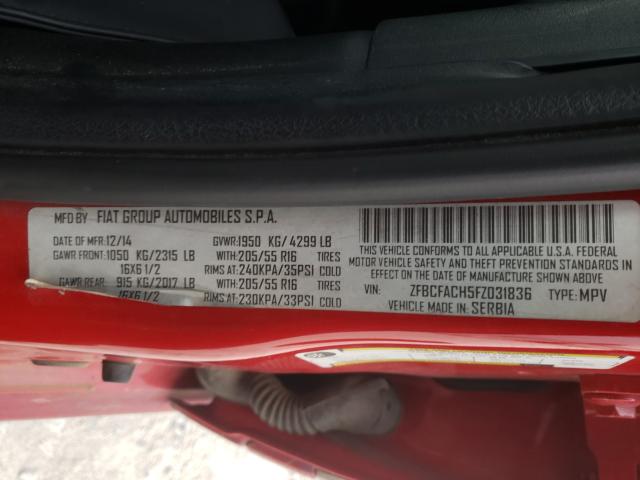 MFD BY FIAT GROUP AUTOMOBILES S.P.A.
DATE OF MFR:12/14 GVWR:1950 KG/4299 LB
GAWR FRONT:1050 KG/2315 LB WITH:205/55 R16 TIRES
16X6 1/2 RIMS AT:240KPA/35PSI COLD
GAWR REAR: 915 KG/2017 LB WITH:205/55 R16 TIRES
16X6 1/2 RIMS AT:230KPA/33PSI COLD
THIS VEHICLE CONFORMS TO ALL APPLICABLE U.S.A. FEDERAL
MOTOR VEHICLE SAFETY AND THEFT PREVENTION STANDARDS IN
EFFECT ON THE DATE OF MANUFACTURE SHOWN ABOVE
VIN: ZFBCFACH5FZ031836 TYPE: MPV
VEHICLE MADE IN: SERBIA